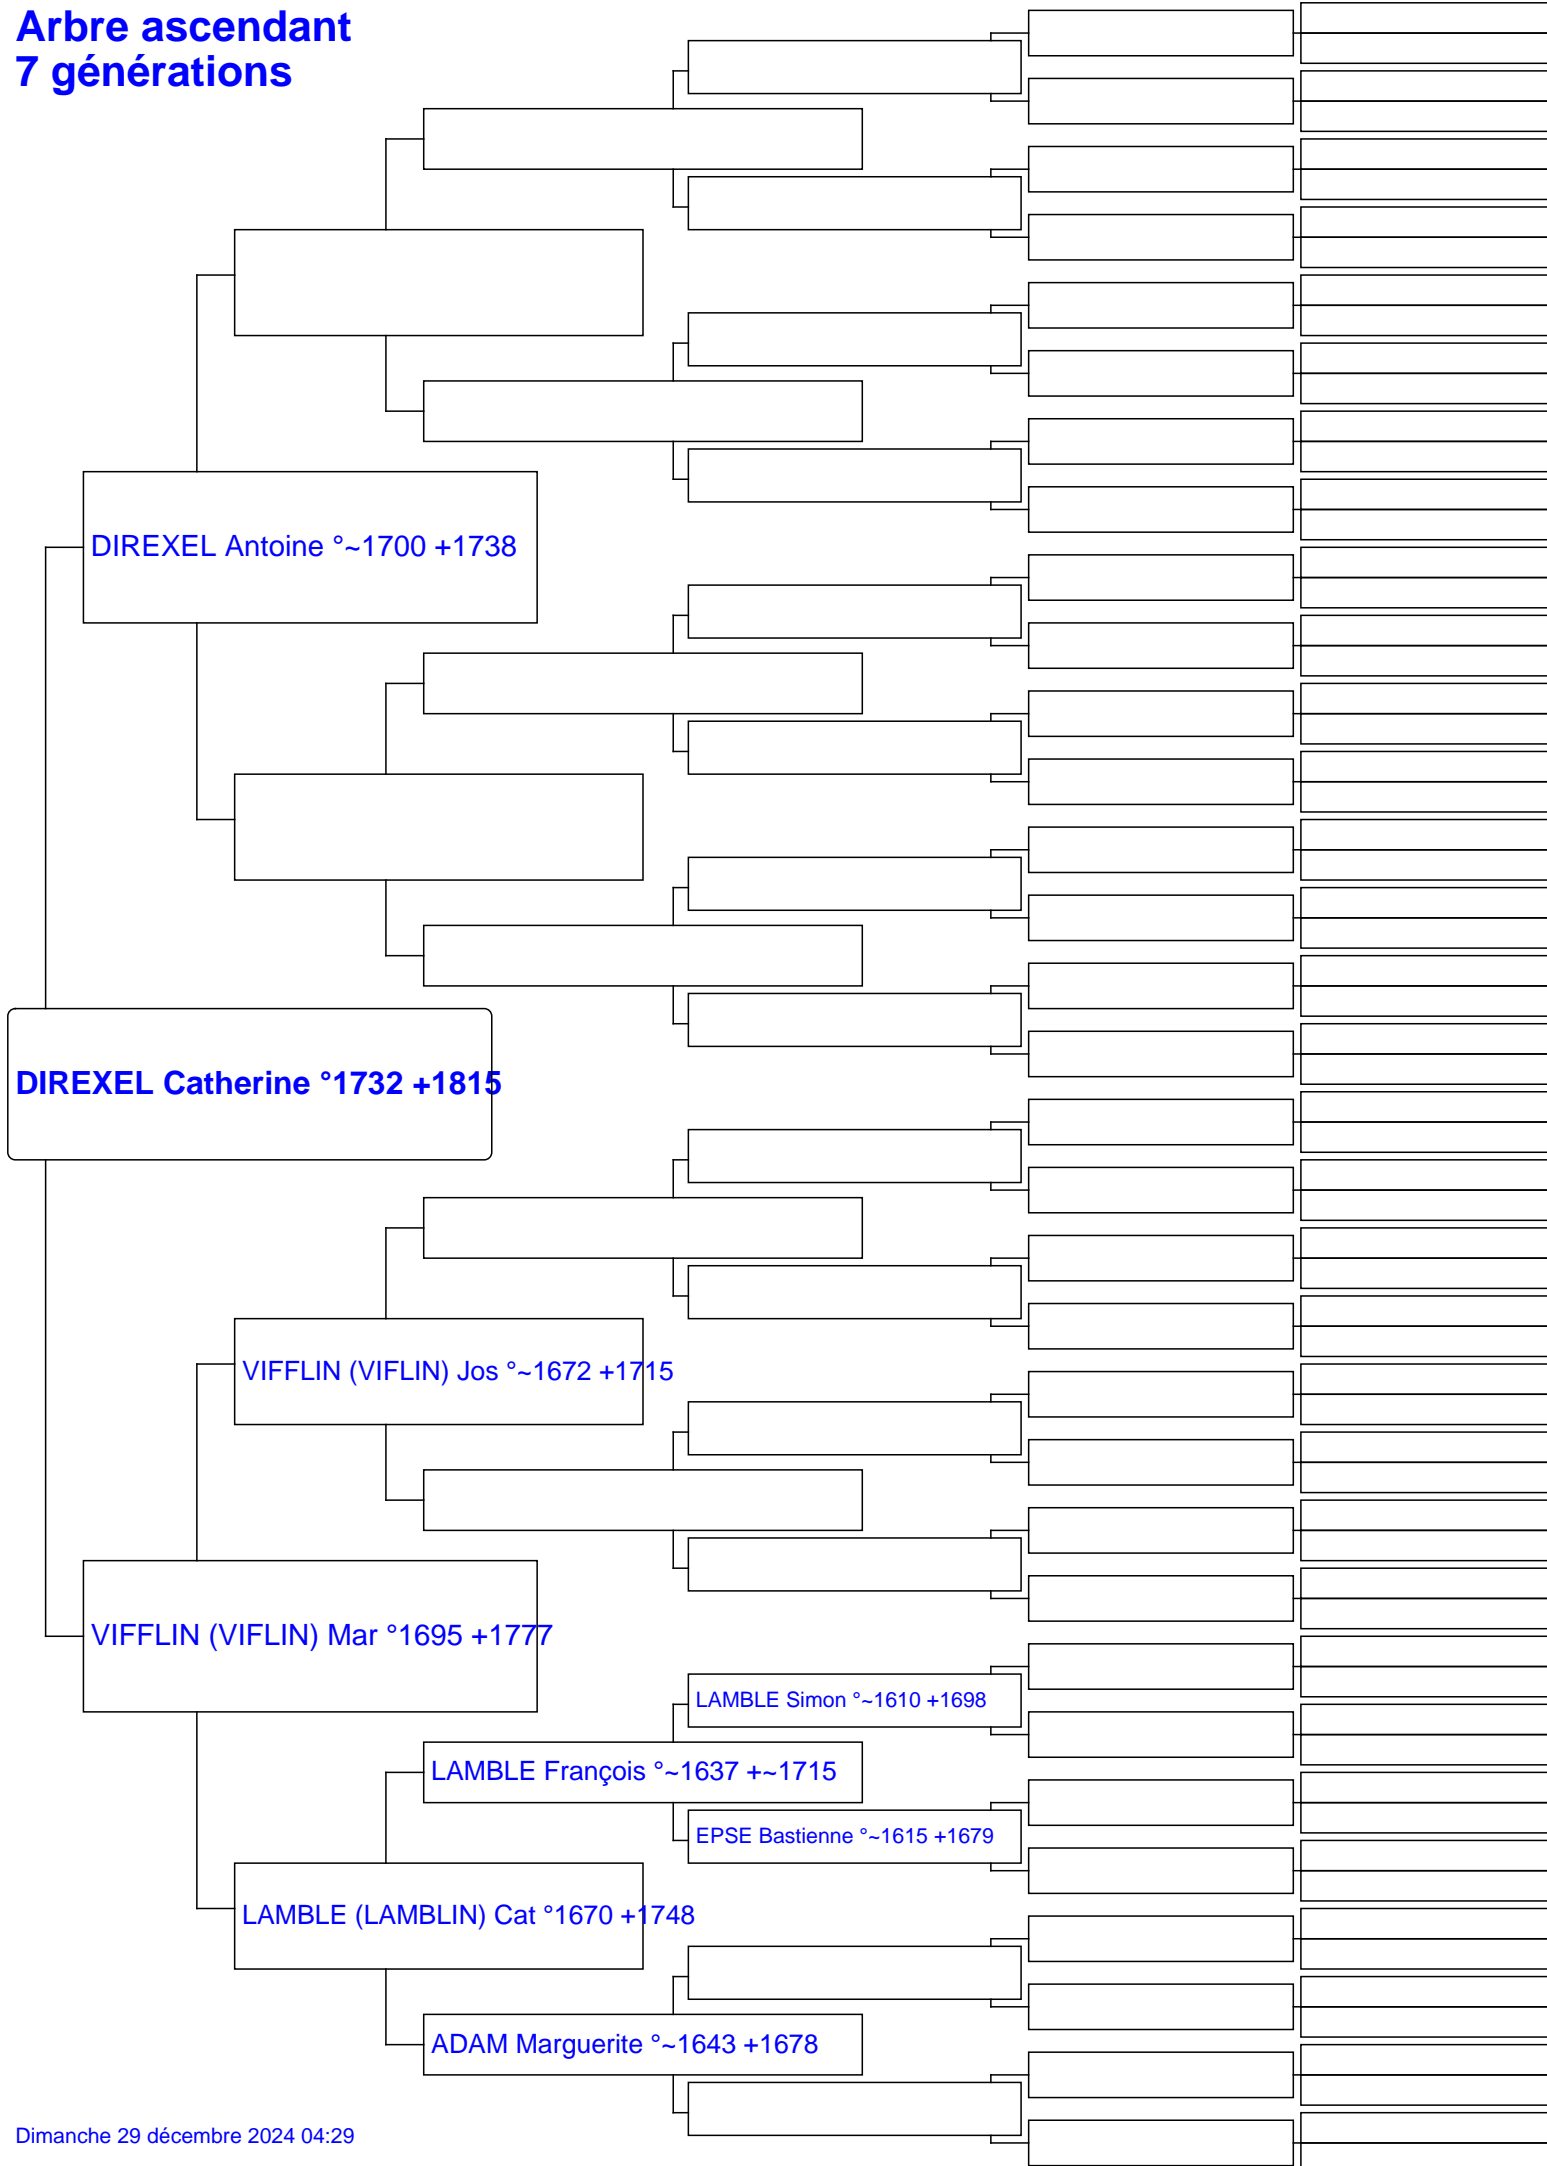 Arbre ascendant
7 générations
DIREXEL Antoine °~1700 +1738
DIREXEL Catherine °1732 +1815
VIFFLIN (VIFLIN) Jos °~1672 +1715
VIFFLIN (VIFLIN) Mar °1695 +1777
LAMBLE Simon °~1610 +1698
LAMBLE François °~1637 +~1715
EPSE Bastienne °~1615 +1679
LAMBLE (LAMBLIN) Cat °1670 +1748
ADAM Marguerite °~1643 +1678
Dimanche 29 décembre 2024 04:29